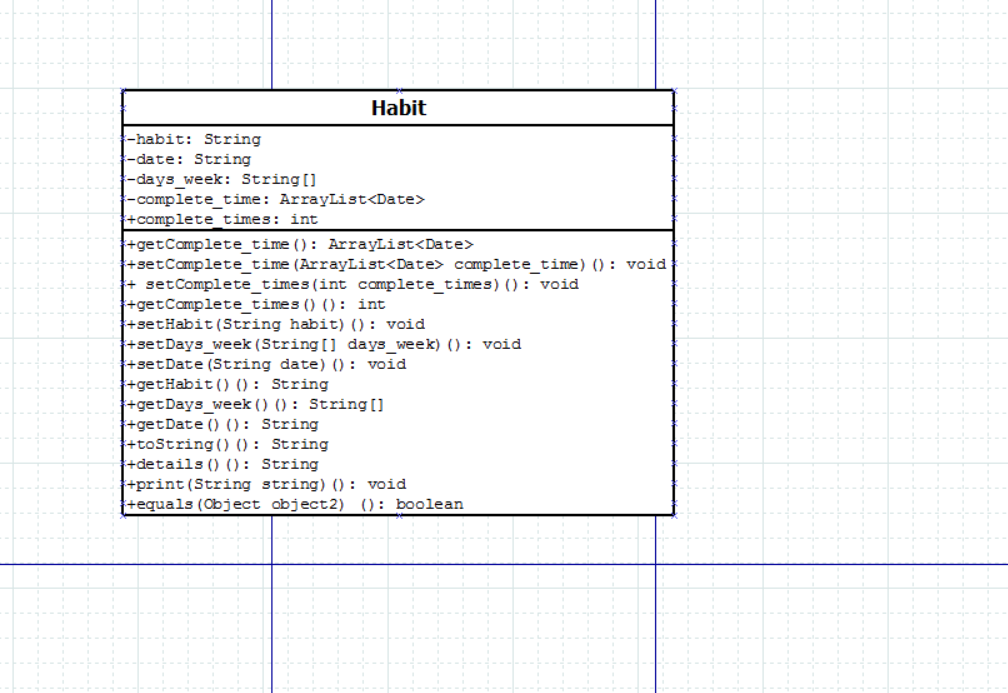 Habit
-habit: String
-date: String
-days_week: String[]
-complete_time: ArrayList<Date>
+complete_times: int
+getComplete_time(): ArrayList<Date>
+setComplete_time(ArrayList<Date> complete_time)(): void
+ setComplete_times(int complete_times)(): void
+getComplete_times()(): int
+setHabit(String habit)(): void
+setDays_week(String[] days_week)(): void
+setDate(String date)(): void
+getHabit()(): String
+getDays_week()(): String[]
+getDate()(): String
+toString()(): String
+details()(): String
+print(String string)(): void
+equals(Object object2) (): boolean